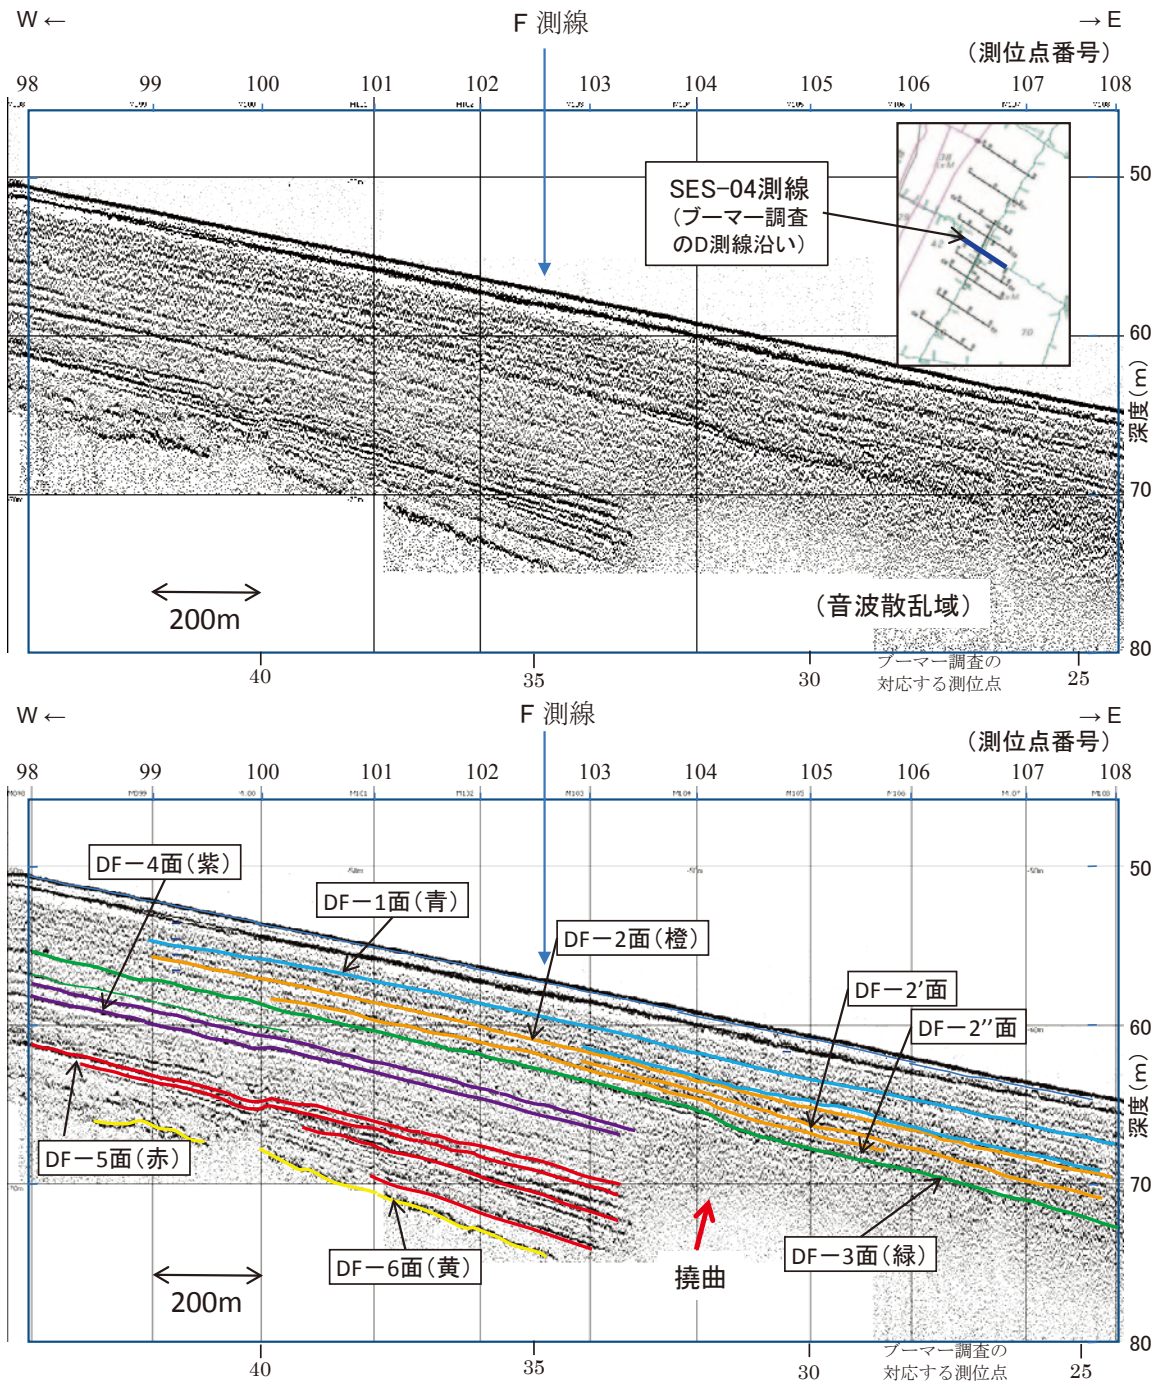 W ←
F 測線
→ E
(測位点番号)
98 99 100 101 102 103 104 105 106 107 108
50
SES-04測線
(ブーマー調査
のD測線沿い)
60
深度(m)
70
200m
(音波散乱域)
80
ブーマー調査の
対応する測位点
40 35 30 25
W ←
F 測線
→ E
(測位点番号)
98 99 100 101 102 103 104 105 106 107 108
50
DF-4面(紫)
DF-1面(青)
DF-2面(橙)
DF-2'面
DF-2''面
60
深度(m)
DF-5面(赤)
70
DF-6面(黄)
撓曲
DF-3面(緑)
200m
80
ブーマー調査の
対応する測位点
40 35 30 25